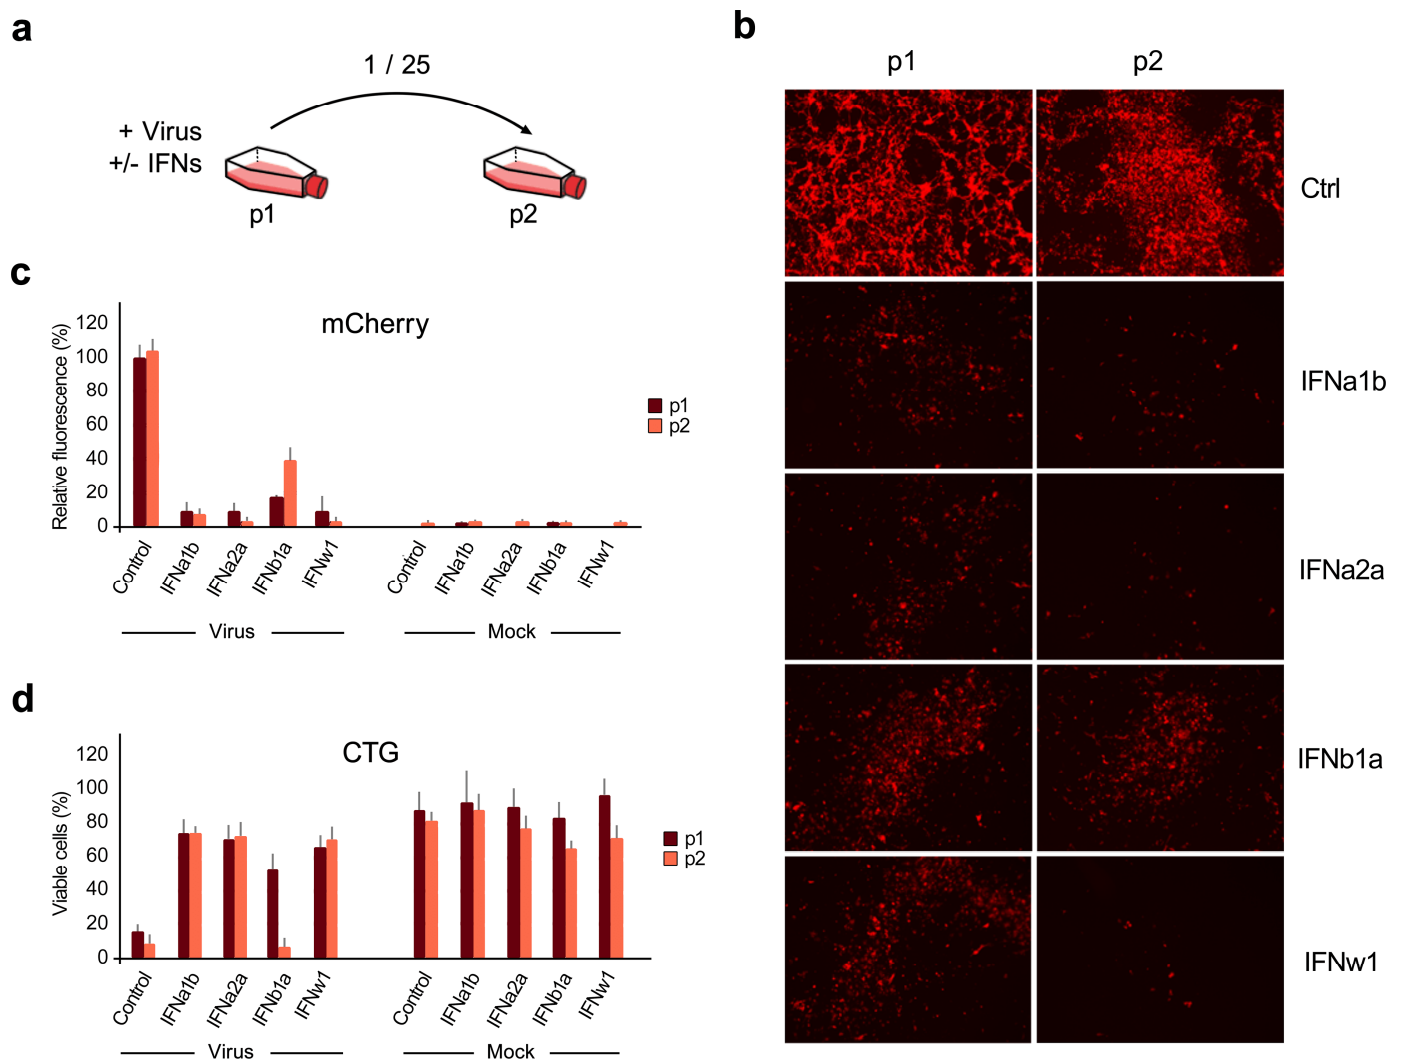 a
1 / 25
+ Virus
+/- IFNs
p1
p2
b
p1
p2
Ctrl
IFNa1b
IFNa2a
IFNb1a
IFNw1
c
mCherry
Relative fluorescence (%)
120
100
80
60
40
20
0
p1
p2
Control
IFNa1b
IFNa2a
IFNb1a
IFNw1
Control
IFNa1b
IFNa2a
IFNb1a
IFNw1
Virus
Mock
d
CTG
Viable cells (%)
120
100
80
60
40
20
0
p1
p2
Control
IFNa1b
IFNa2a
IFNb1a
IFNw1
Control
IFNa1b
IFNa2a
IFNb1a
IFNw1
Virus
Mock